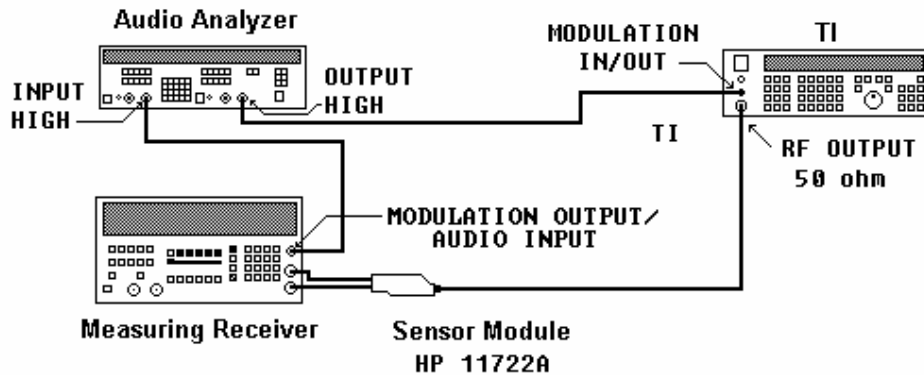 Audio Analyzer
INPUT
HIGH
OUTPUT
HIGH
MODULATION
IN/OUT
TI
TI
RF OUTPUT
50 ohm
MODULATION OUTPUT/
AUDIO INPUT
Measuring Receiver
Sensor Module
HP 11722A